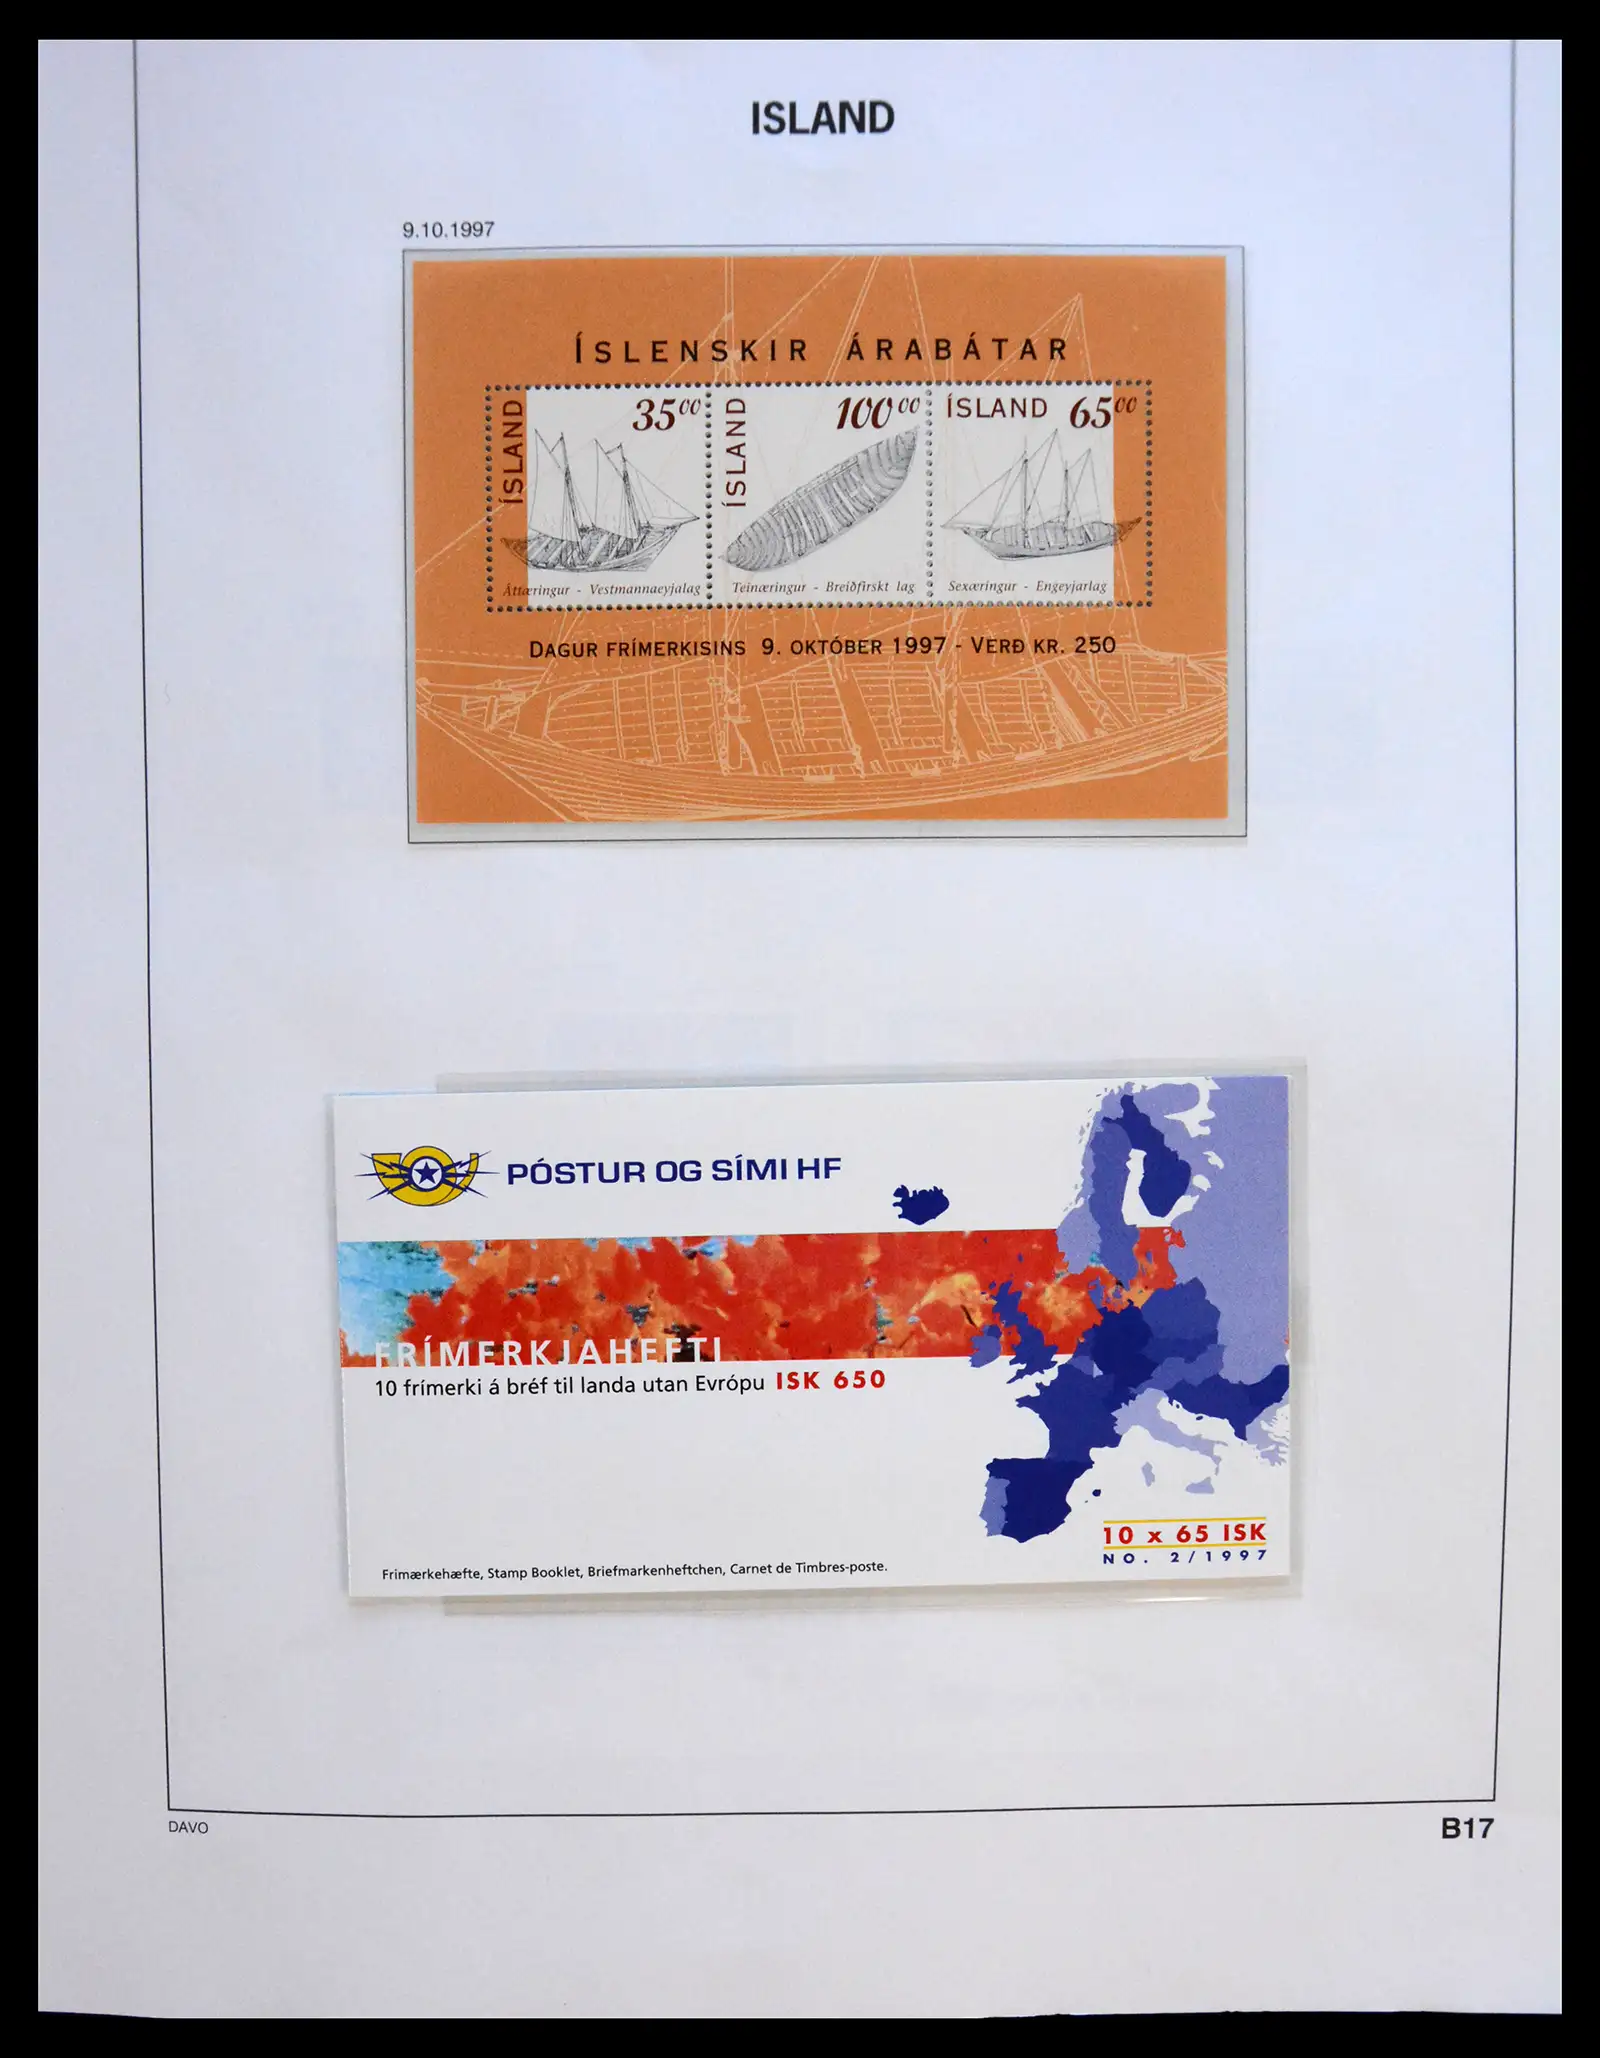 ISLAND
9.10.1997
ÍSLENSKIR ÁRABÁTAR
ÍSLAND 3500
ÍSLAND 100 00
ÍSLAND 65 00
Áttæringur - Vestmannaeyjalag
Teinæringur - Breiðfirskt lag
Sexæringur - Engeyjarlag
DAGUR FRÍMERKISINS 9. OKTÓBER 1997 - VERÐ KR. 250
PÓSTUR OG SÍMI HF
FRÍMERKJAHEFTI
10 frímerki á bréf til landa utan Evrópu ISK 650
10 x 65 ISK
NO. 2/1997
Frimærkehæfte, Stamp Booklet, Briefmarkenheftchen, Carnet de Timbres-poste.
DAVO
B17